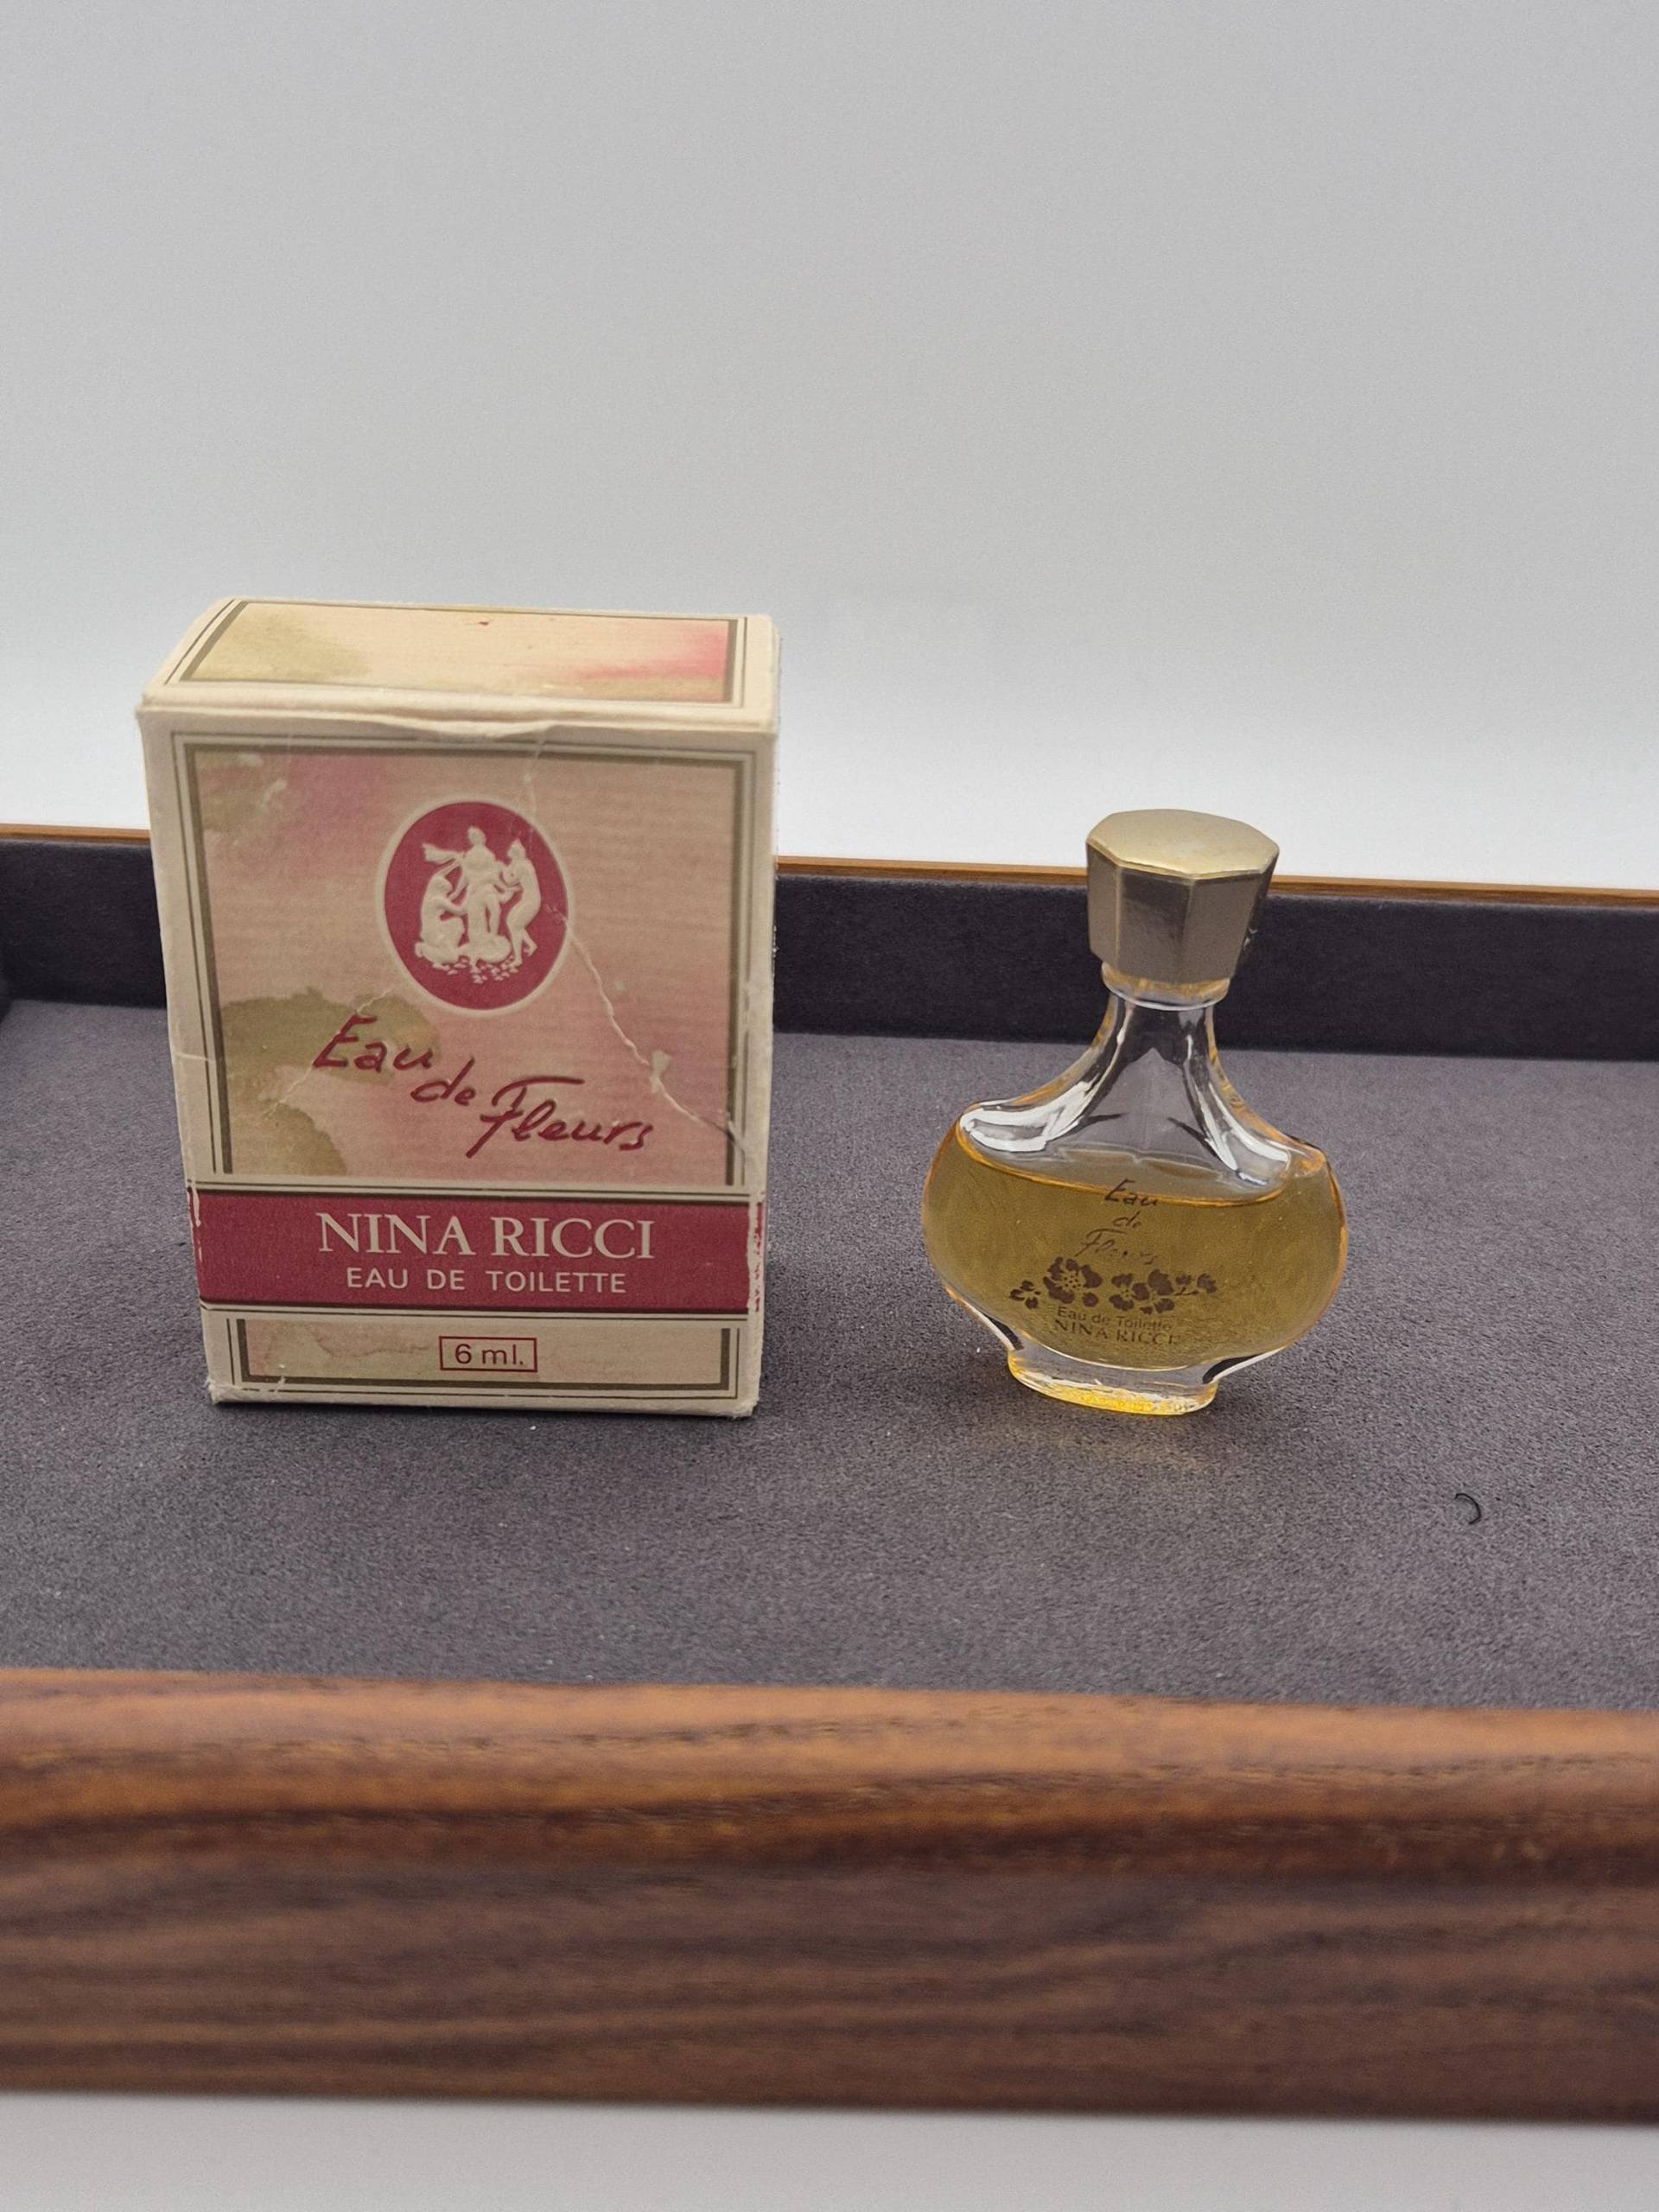 Eau
de
Fleurs
NINA RICCI
EAU DE TOILETTE
6 ml.
Eau
de
Fleurs
Eau de Toilette
NINA RICCI